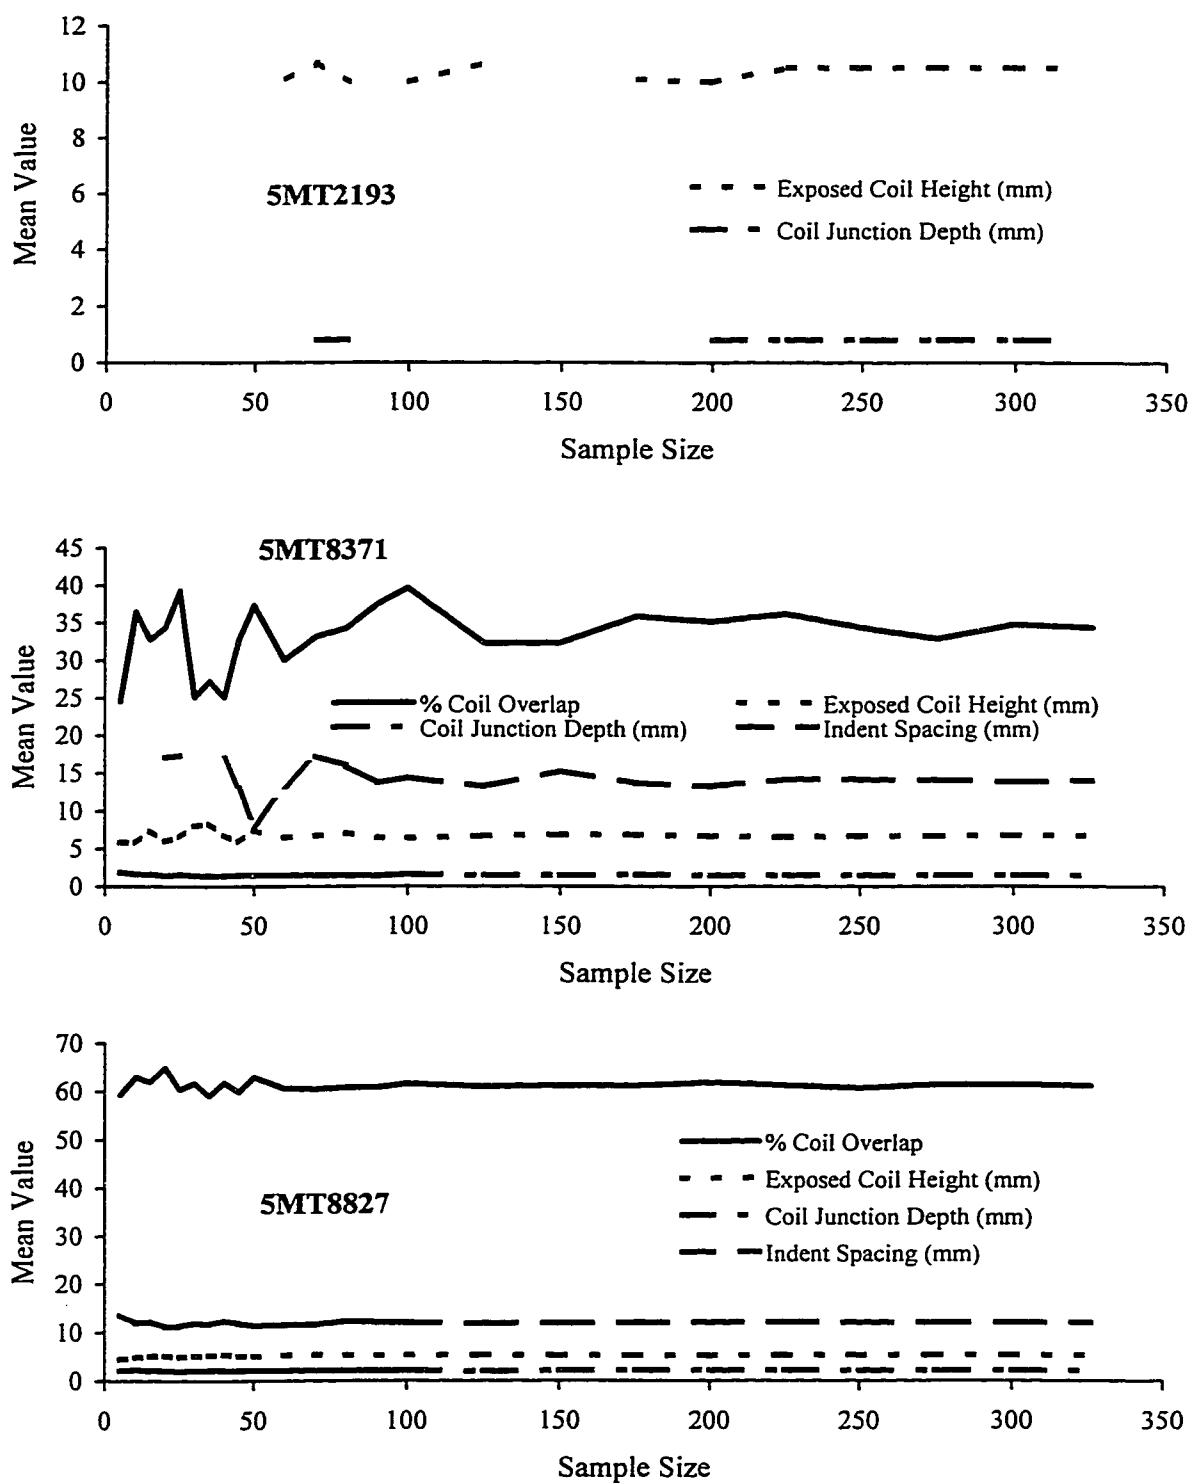 12
10
8
6
4
2
0
Mean Value
5MT2193
Exposed Coil Height (mm)
Coil Junction Depth (mm)
0 50 100 150 200 250 300 350
Sample Size
5MT8371
45
40
35
30
25
20
15
10
5
0
Mean Value
% Coil Overlap Exposed Coil Height (mm)
Coil Junction Depth (mm) Indent Spacing (mm)
0 50 100 150 200 250 300 350
Sample Size
70
60
50
40
30
20
10
0
Mean Value
5MT8827
% Coil Overlap
Exposed Coil Height (mm)
Coil Junction Depth (mm)
Indent Spacing (mm)
0 50 100 150 200 250 300 350
Sample Size